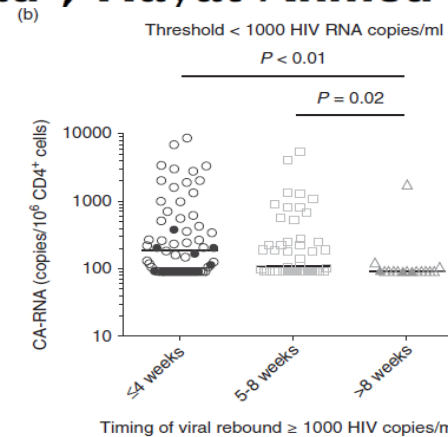 (b)
Threshold < 1000 HIV RNA copies/ml
P < 0.01
P = 0.02
CA-RNA (copies/10⁶ CD4⁺ cells)
10000
1000
100
10
≤4 weeks
5-8 weeks
>8 weeks
Timing of viral rebound ≥ 1000 HIV copies/m